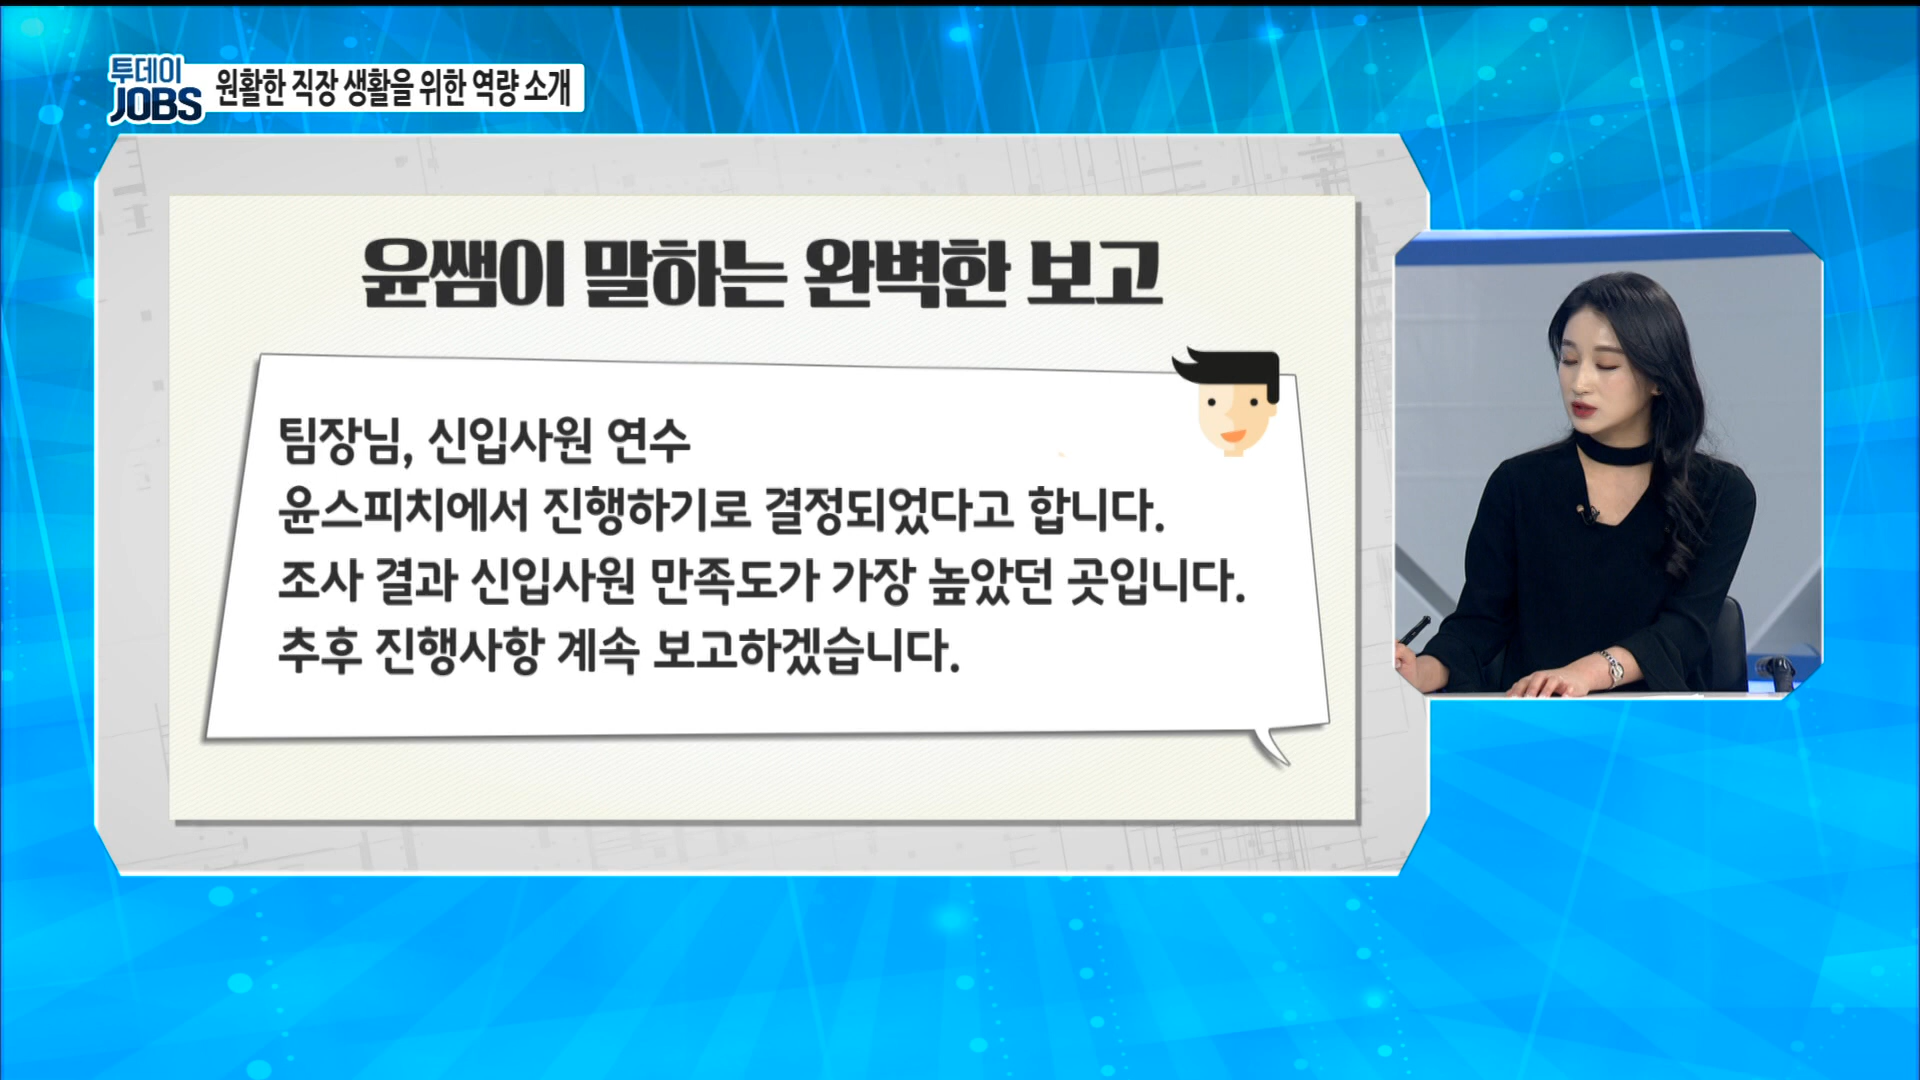 투데이
JOBS
원활한 직장 생활을 위한 역량 소개
윤쌤이 말하는 완벽한 보고
팀장님, 신입사원 연수
윤스피치에서 진행하기로 결정되었다고 합니다.
조사 결과 신입사원 만족도가 가장 높았던 곳입니다.
추후 진행사항 계속 보고하겠습니다.